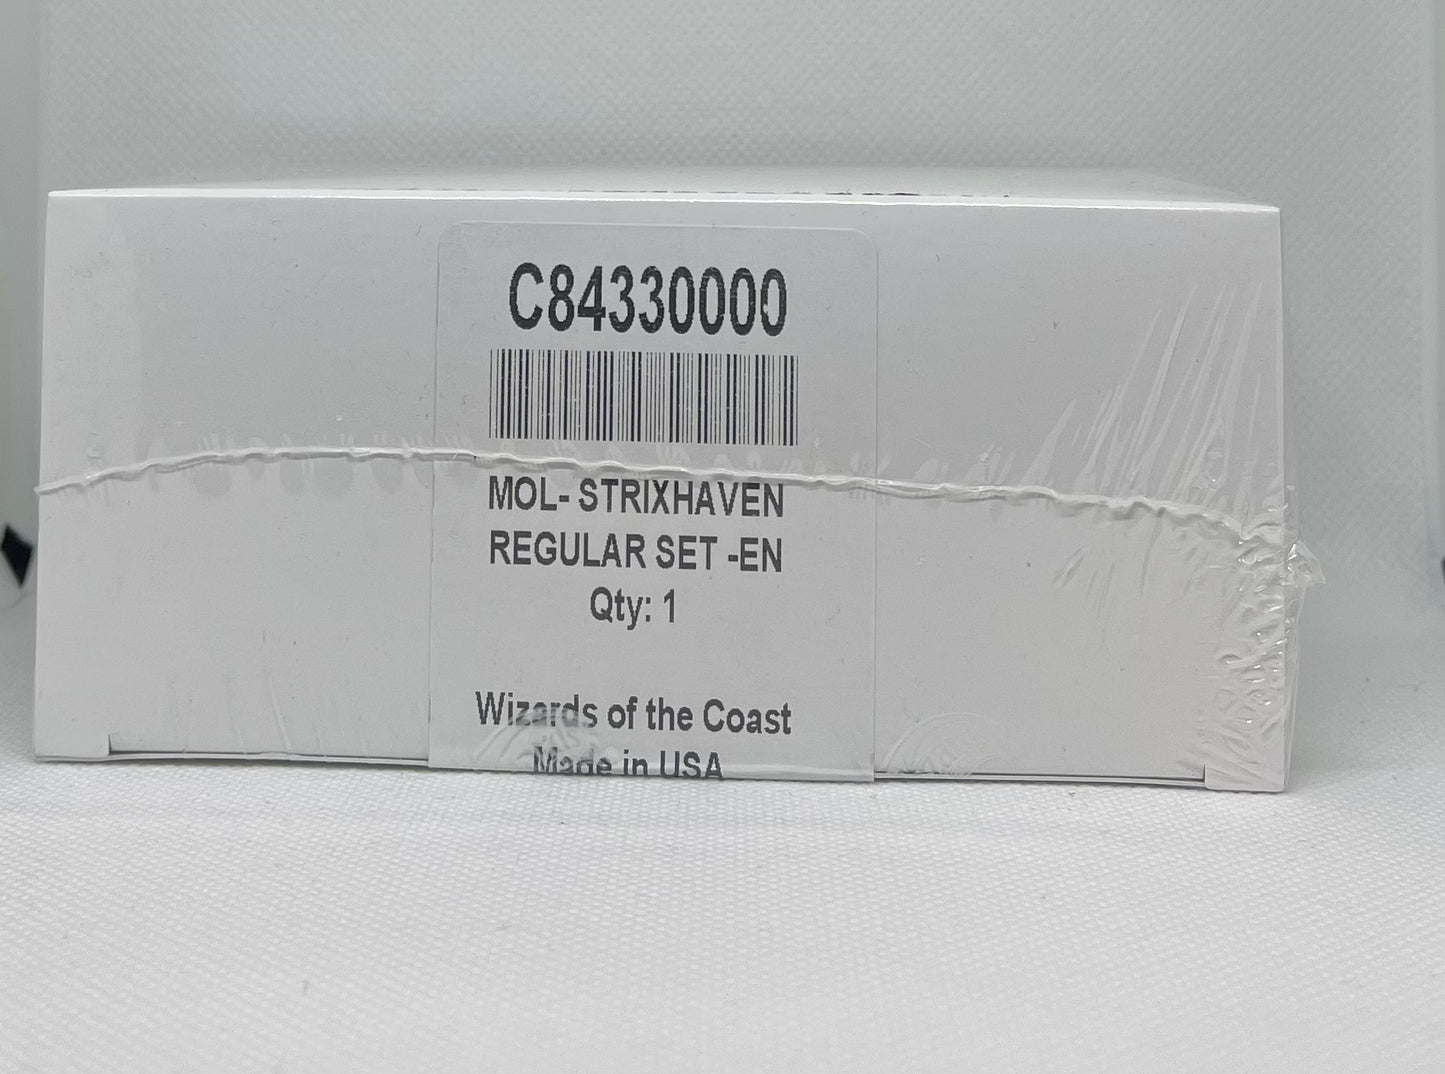 C84330000
MOL- STRIXHAVEN
REGULAR SET -EN
Qty: 1
Wizards of the Coast
Made in USA